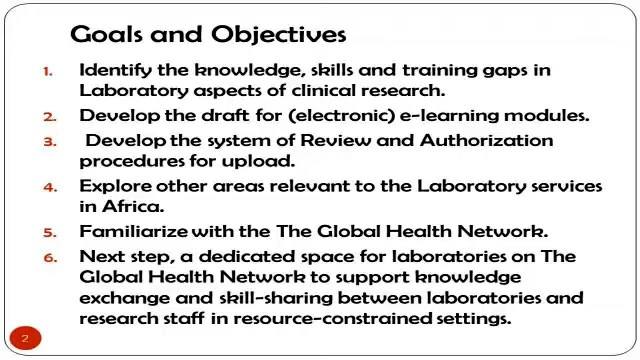 Goals and Objectives
1. Identify the knowledge, skills and training gaps in
Laboratory aspects of clinical research.
2. Develop the draft for (electronic) e-learning modules.
3. Develop the system of Review and Authorization
procedures for upload.
4. Explore other areas relevant to the Laboratory services
in Africa.
5. Familiarize with the The Global Health Network.
6. Next step, a dedicated space for laboratories on The
Global Health Network to support knowledge
exchange and skill-sharing between laboratories and
research staff in resource-constrained settings.
2